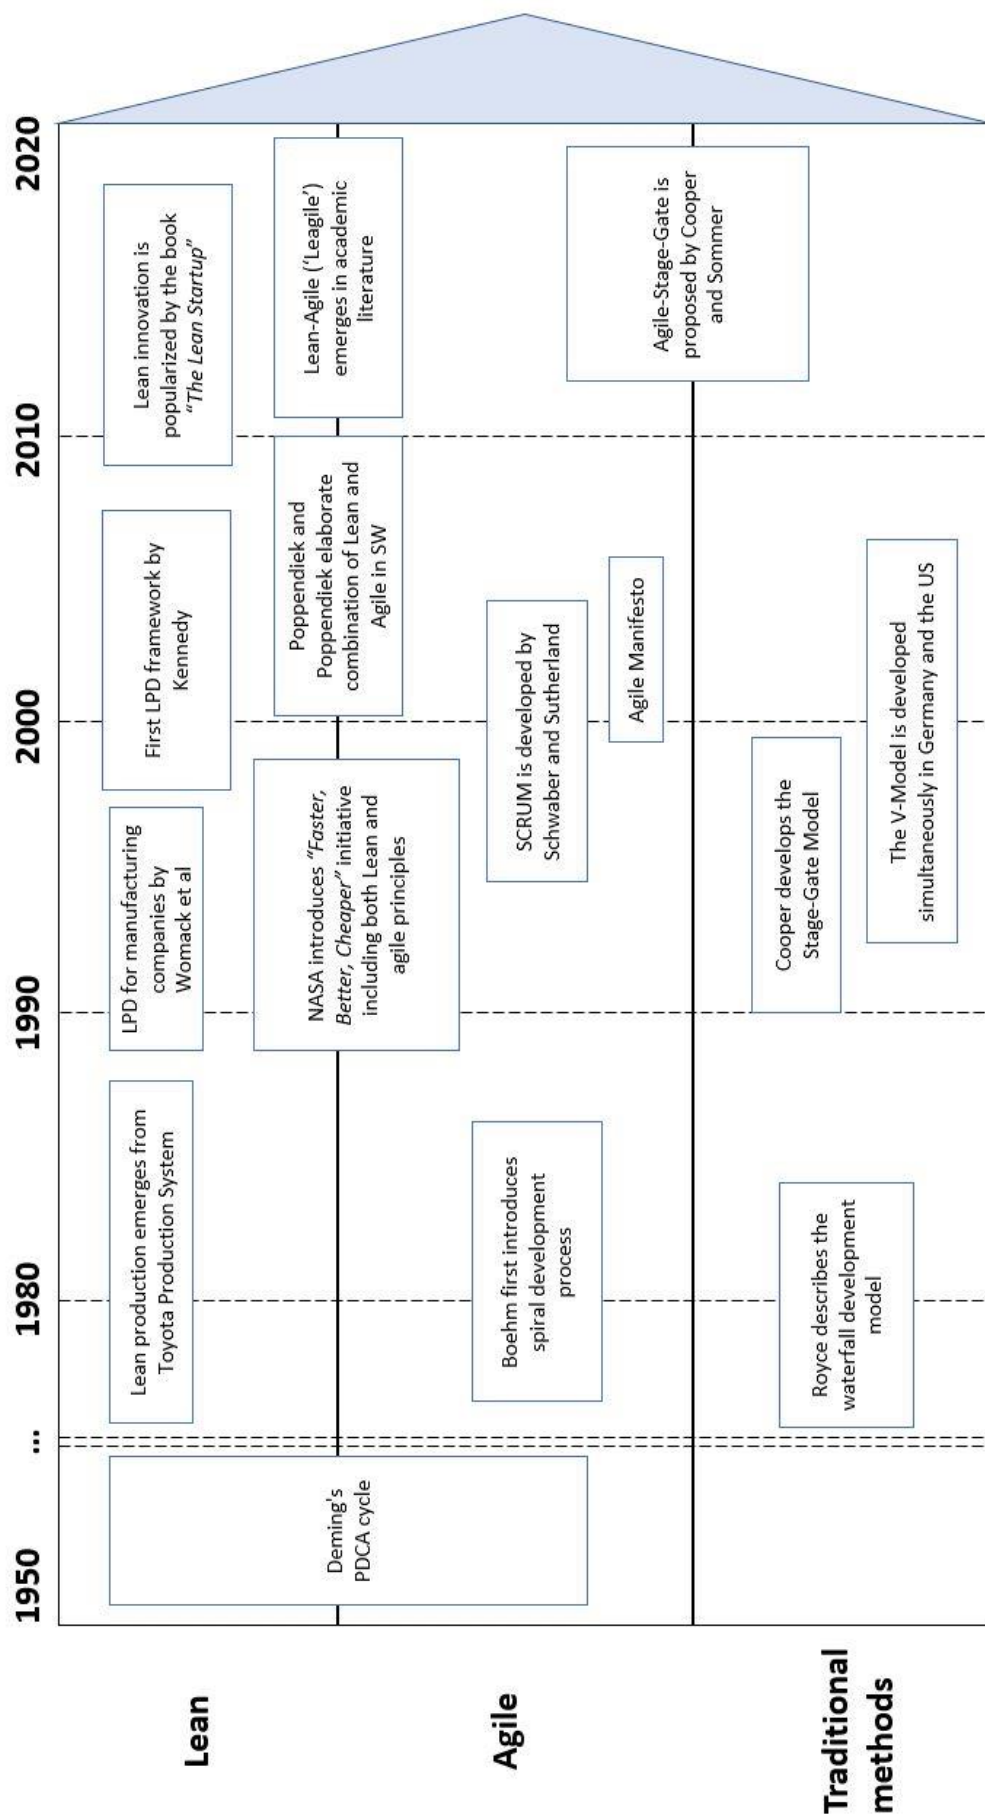 1950
...
1980
1990
2000
2010
2020
Lean
Lean production emerges from
Toyota Production System
LPD for manufacturing
companies by
Womack et al
First LPD framework by
Kennedy
Lean innovation is
popularized by the book
“The Lean Startup”
Deming's
PDCA cycle
NASA introduces “Faster,
Better, Cheaper” initiative
including both Lean and
agile principles
Poppendiek and
Poppendiek elaborate
combination of Lean and
Agile in SW
Lean-Agile (‘Leagile’)
emerges in academic
literature
Agile
Boehm first introduces
spiral development
process
SCRUM is developed by
Schwaber and Sutherland
Agile Manifesto
Agile-Stage-Gate is
proposed by Cooper
and Sommer
Traditional
methods
Royce describes the
waterfall development
model
Cooper develops the
Stage-Gate Model
The V-Model is developed
simultaneously in Germany and the US